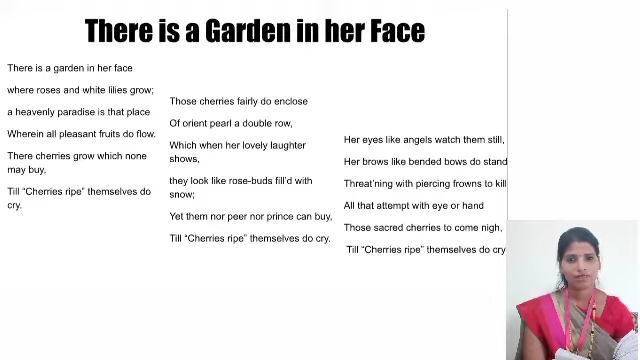 There is a Garden in her Face
There is a garden in her face
where roses and white lilies grow;
a heavenly paradise is that place
Wherein all pleasant fruits do flow.
There cherries grow which none
may buy,
Till “Cherries ripe” themselves do
cry.
Those cherries fairly do enclose
Of orient pearl a double row,
Which when her lovely laughter
shows,
they look like rose-buds fill’d with
snow;
Yet them nor peer nor prince can buy,
Till “Cherries ripe” themselves do cry.
Her eyes like angels watch them still,
Her brows like bended bows do stand
Threat’ning with piercing frowns to kill
All that attempt with eye or hand
Those sacred cherries to come nigh,
Till “Cherries ripe” themselves do cry